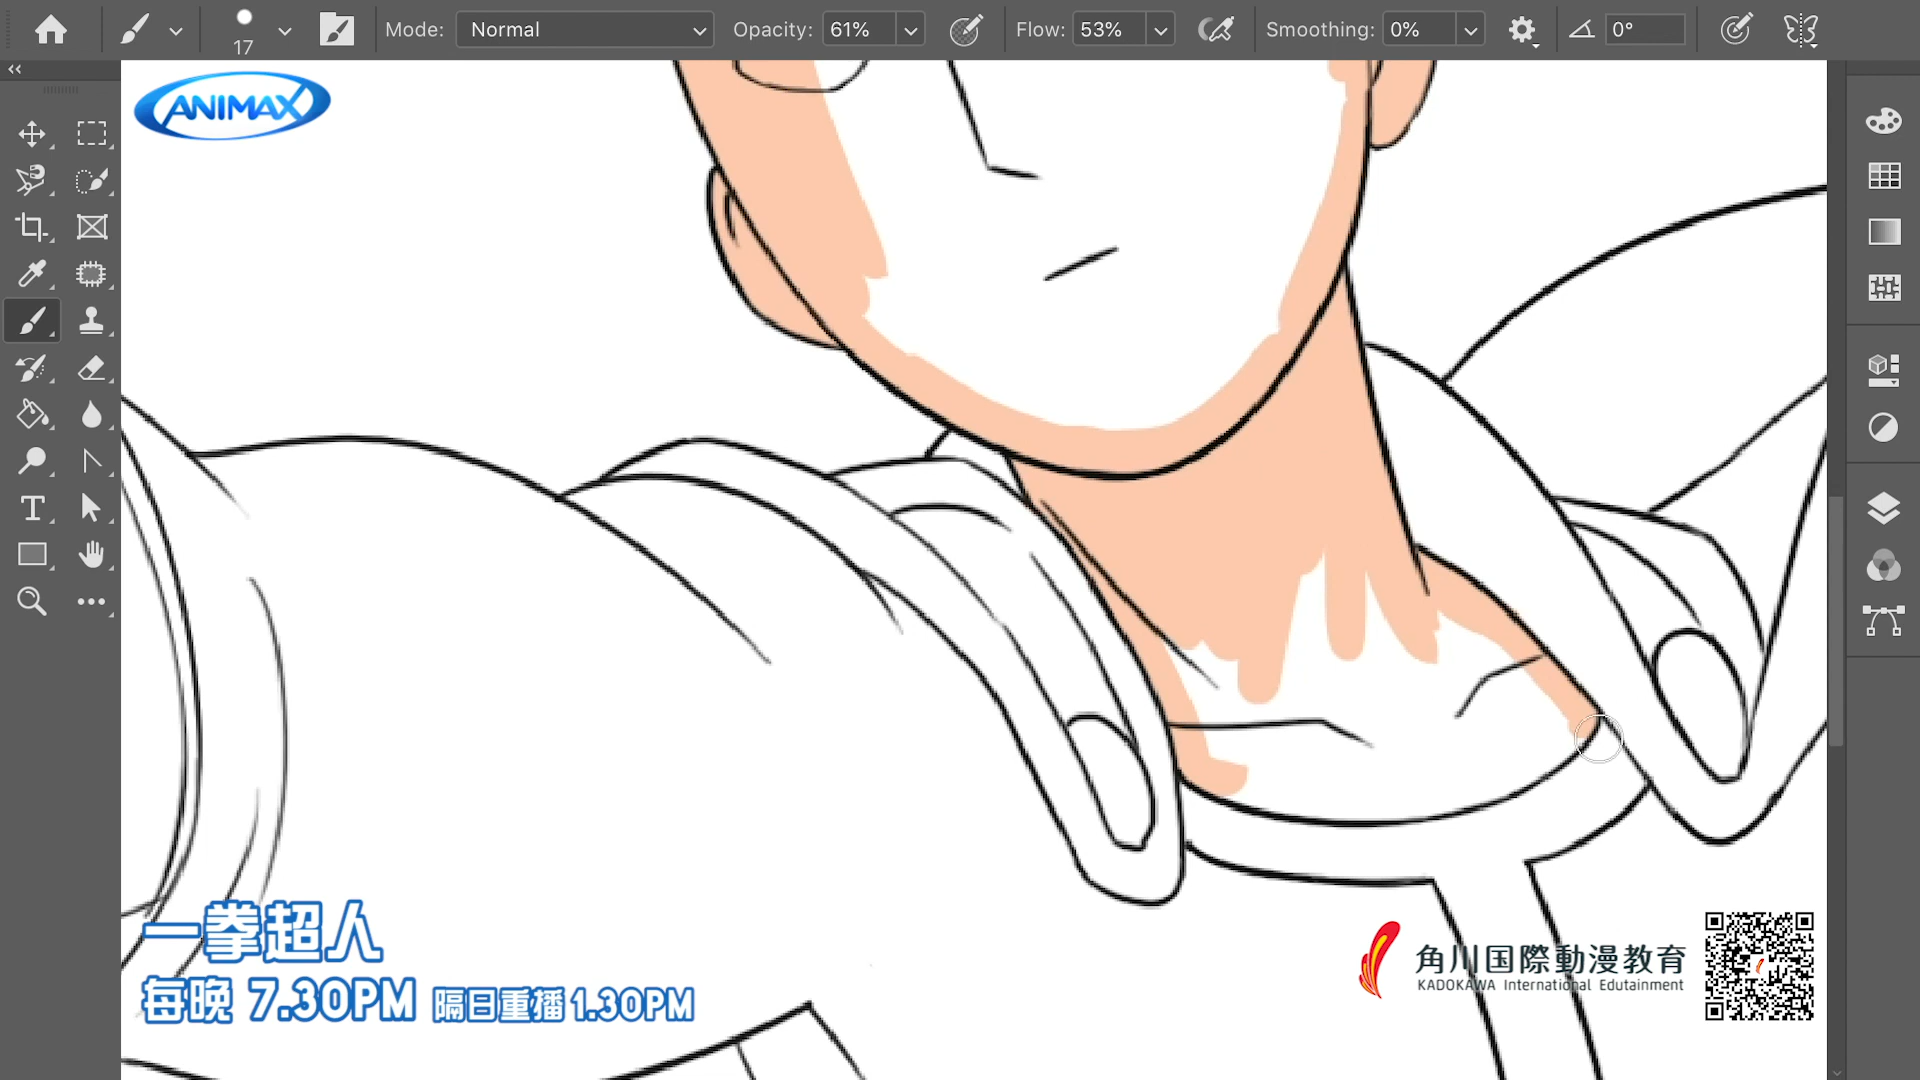 Mode: Normal Opacity: 61% Flow: 53% Smoothing: 0% 0°
17
ANIMAX
一拳超人
每晚 7.30PM 隔日重播 1.30PM
角川国際動漫教育
KADOKAWA International Edutainment